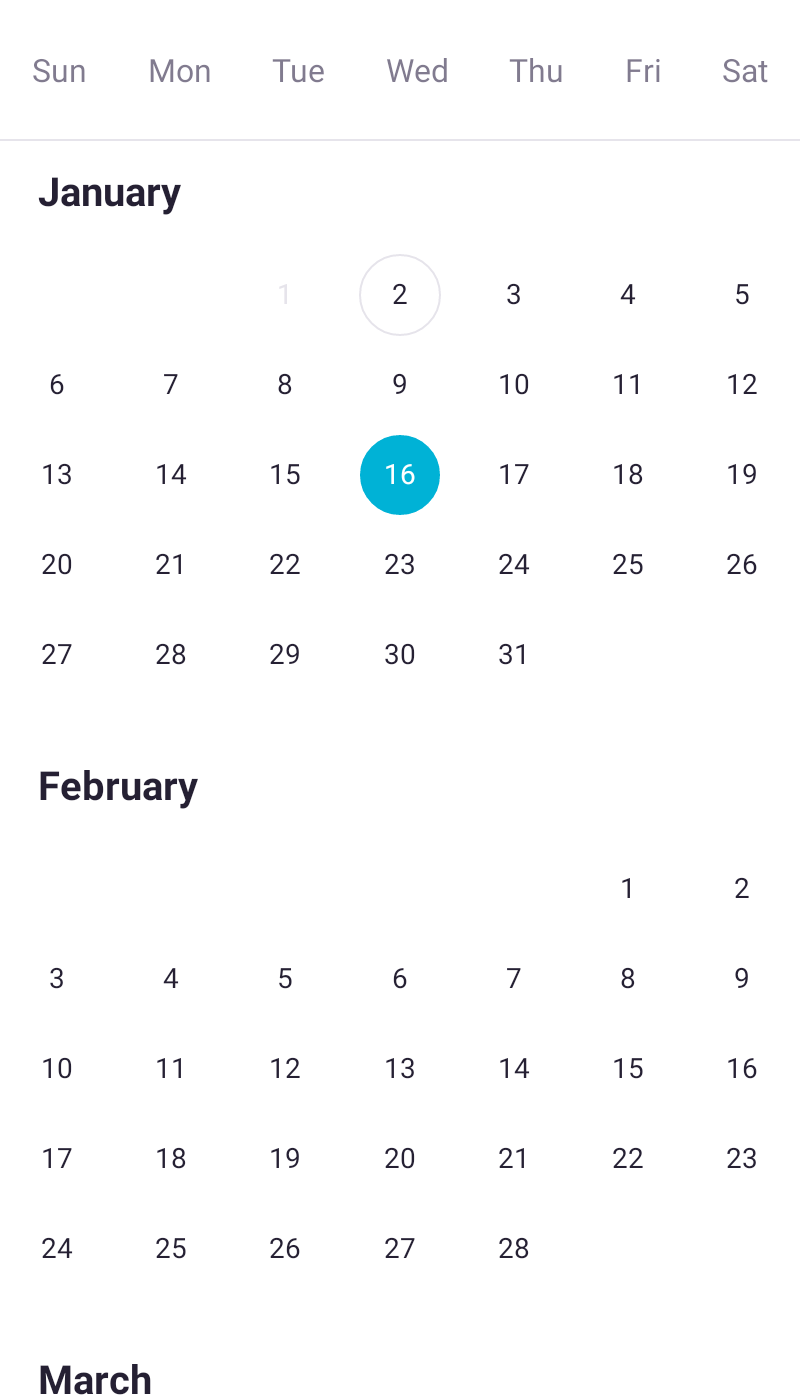 Sun Mon Tue Wed Thu Fri Sat
January
1 2 3 4 5
6 7 8 9 10 11 12
13 14 15 16 17 18 19
20 21 22 23 24 25 26
27 28 29 30 31
February
1 2
3 4 5 6 7 8 9
10 11 12 13 14 15 16
17 18 19 20 21 22 23
24 25 26 27 28
March